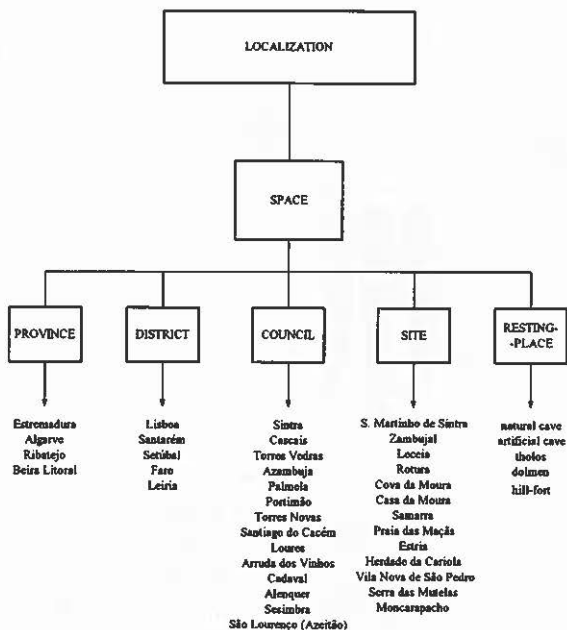 LOCALIZATION
SPACE
PROVINCE
DISTRICT
COUNCIL
SITE
RESTING-
-PLACE
Estremadura
Algarve
Ribatejo
Beira Litoral
Lisboa
Santarém
Setúbal
Faro
Leiria
Sintra
Cascais
Torres Vedras
Azambuja
Palmela
Portimão
Torres Novas
Santiago do Cacém
Loures
Arruda dos Vinhos
Cadaval
Alenquer
Sesimbra
São Lourenço (Azeitão)
S. Martinho de Sintra
Zambujal
Leceia
Rotura
Cova da Moura
Casa da Moura
Samarra
Praia das Maçãs
Estria
Herdade da Cariola
Vila Nova de São Pedro
Serra das Mutelas
Moncarapacho
natural cave
artificial cave
tholos
dolmen
hill-fort